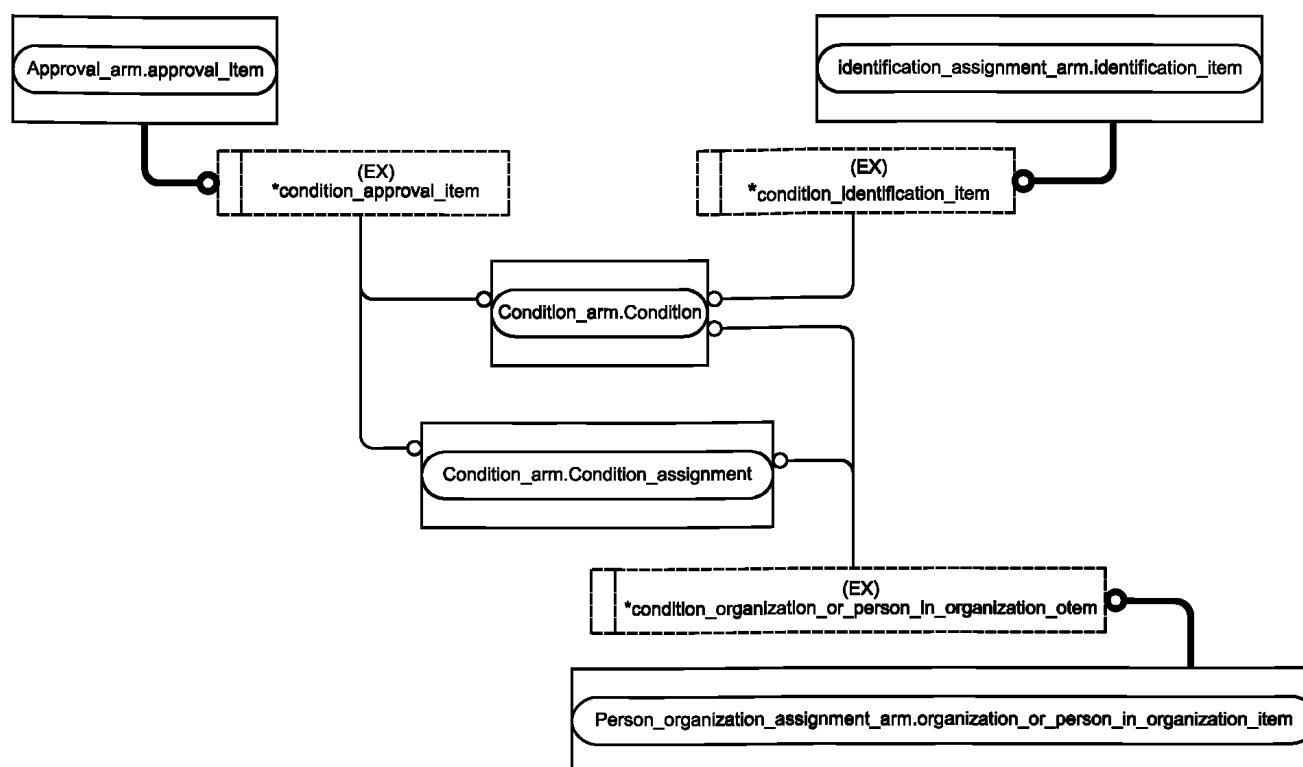 Approval_arm.approval_item
identification_assignment_arm.identification_item
(EX)
*condition_approval_item
(EX)
*condition_identification_item
Condition_arm.Condition
Condition_arm.Condition_assignment
(EX)
*condition_organization_or_person_in_organization_otem
Person_organization_assignment_arm.organization_or_person_in_organization_item